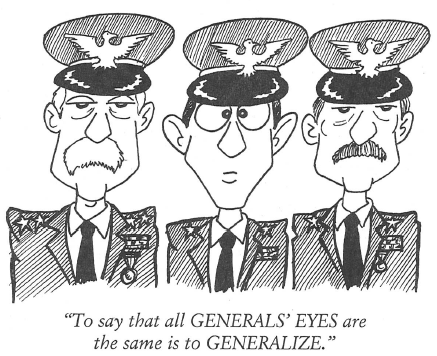 “To say that all GENERALS’ EYES are
the same is to GENERALIZE.”